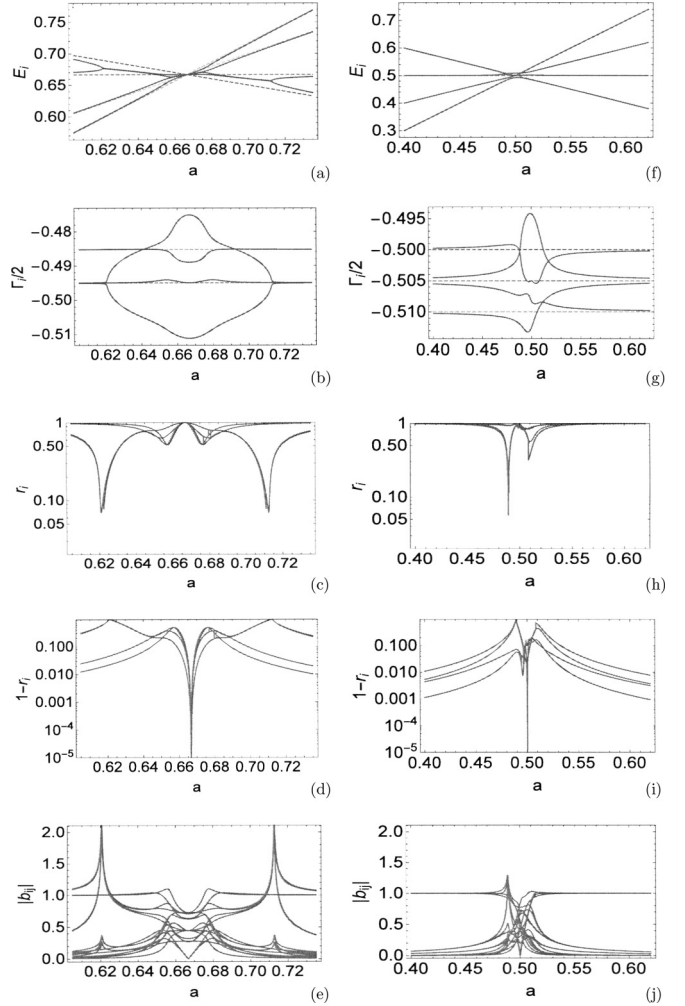 0.75
0.70
0.65
0.60
E_i
0.62 0.64 0.66 0.68 0.70 0.72
a
(a)
0.7
0.6
0.5
0.4
0.3
E_i
0.40 0.45 0.50 0.55 0.60
a
(f)
−0.48
−0.49
−0.50
−0.51
Γ_i/2
0.62 0.64 0.66 0.68 0.70 0.72
a
(b)
−0.495
−0.500
−0.505
−0.510
Γ_i/2
0.40 0.45 0.50 0.55 0.60
a
(g)
1
0.50
0.10
0.05
r_i
0.62 0.64 0.66 0.68 0.70 0.72
a
(c)
1
0.50
0.10
0.05
r_i
0.40 0.45 0.50 0.55 0.60
a
(h)
0.100
0.010
0.001
10⁻⁴
10⁻⁵
1−r_i
0.62 0.64 0.66 0.68 0.70 0.72
a
(d)
0.100
0.010
0.001
10⁻⁴
10⁻⁵
1−r_i
0.40 0.45 0.50 0.55 0.60
a
(i)
2.0
1.5
1.0
0.5
0.0
|b_ij|
0.62 0.64 0.66 0.68 0.70 0.72
a
(e)
2.0
1.5
1.0
0.5
0.0
|b_ij|
0.40 0.45 0.50 0.55 0.60
a
(j)